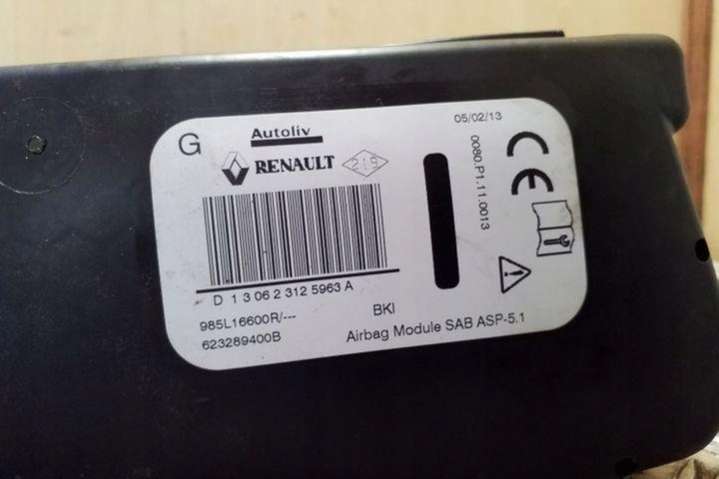 G
Autoliv
05/02/13
RENAULT
219
0080.P1.11.0013
CE
D 1 3 06 2 312 5963 A
985L16600R/---
BKI
623289400B
Airbag Module SAB ASP-5.1